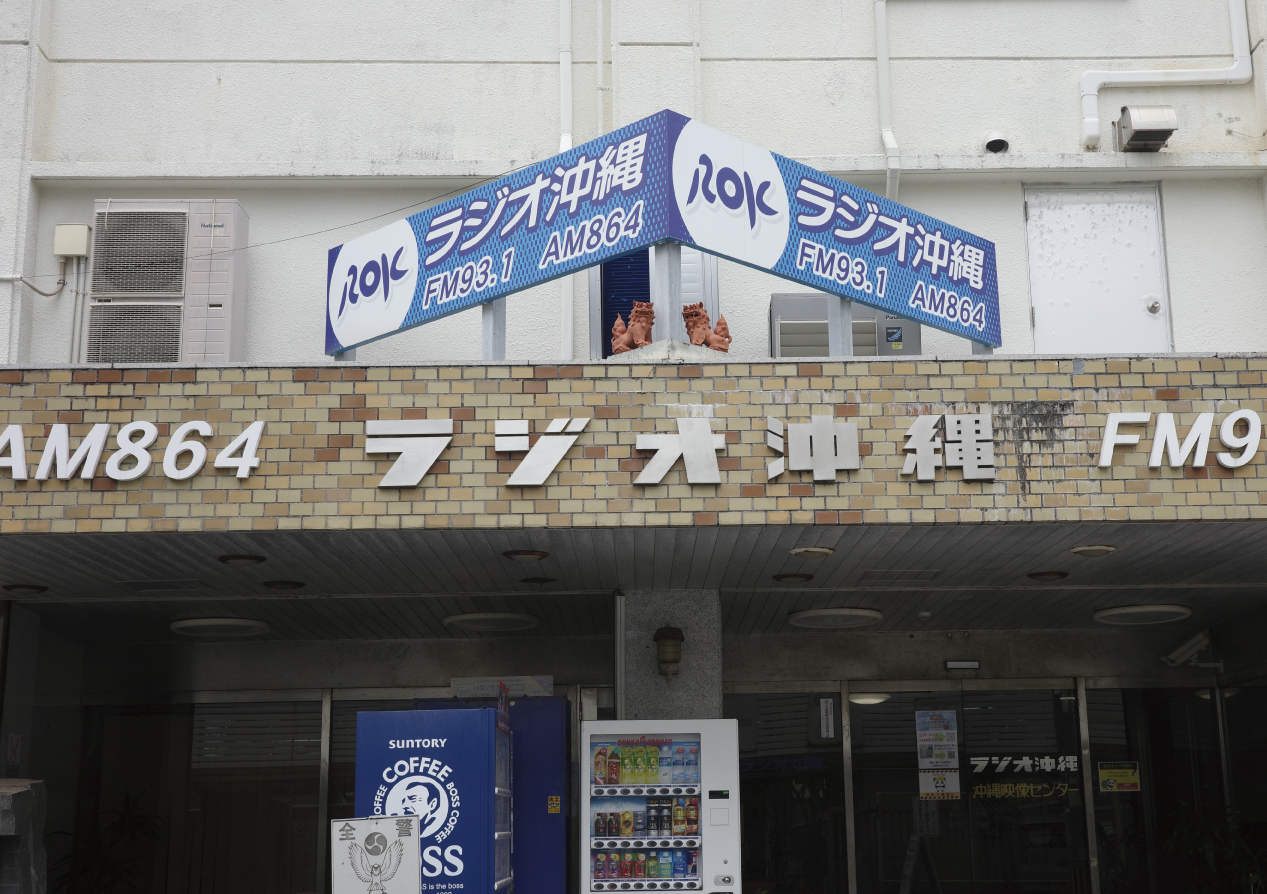 ROK
ラジオ沖縄
FM93.1 AM864
ROK
ラジオ沖縄
FM93.1 AM864
National
AM864 ラジオ沖縄 FM9
SUNTORY
COFFEE
BOSS COFFEE
全警
ラジオ沖縄
沖縄映像センター